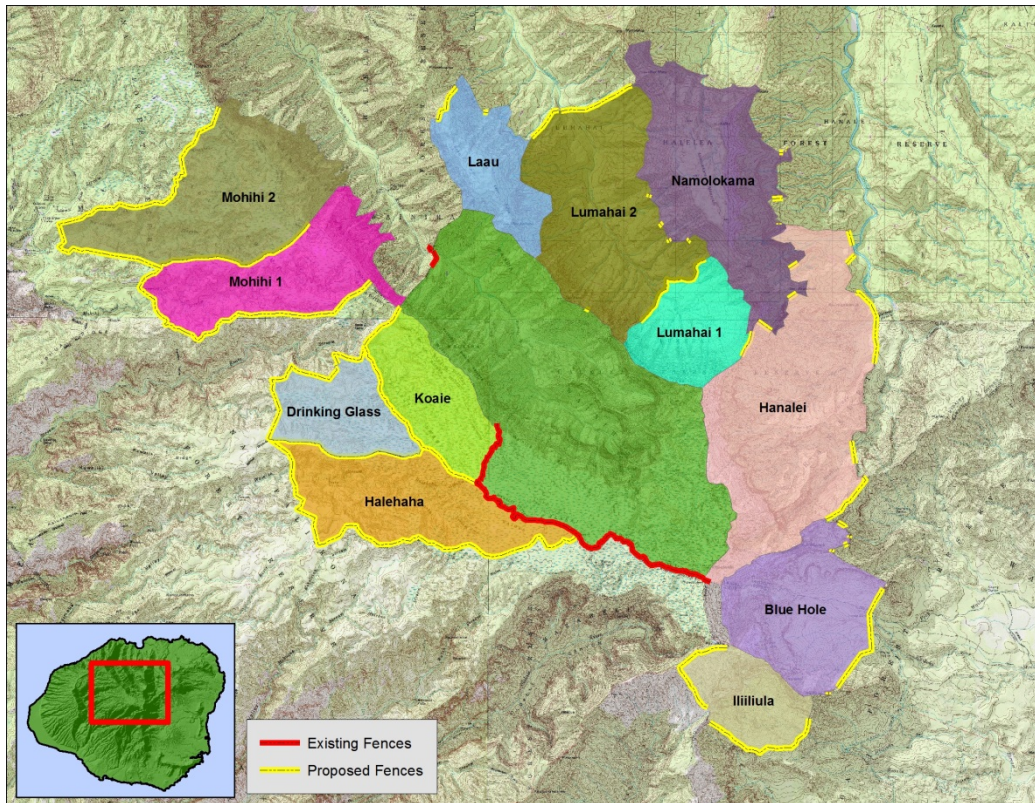 Laau
Namolokama
Mohihi 2
Lumahai 2
HALELEA
FOREST
RESERVE
Mohihi 1
Lumahai 1
Koaie
Drinking Glass
Hanalei
Halehaha
Blue Hole
Iliiliula
Existing Fences
Proposed Fences